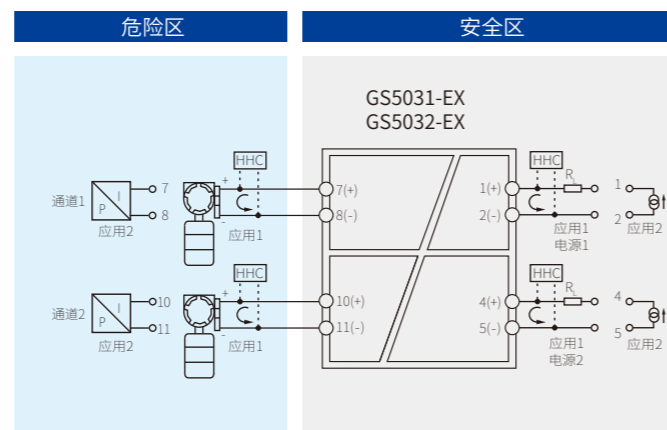 危险区
安全区
GS5031-EX
GS5032-EX
通道1
P
I
7
8
应用2
+
-
HHC
应用1
7(+)
8(-)
1(+)
2(-)
HHC
RL
应用1
电源1
1
2
应用2
通道2
P
I
10
11
应用2
+
-
HHC
应用1
10(+)
11(-)
4(+)
5(-)
HHC
RL
应用1
电源2
4
5
应用2